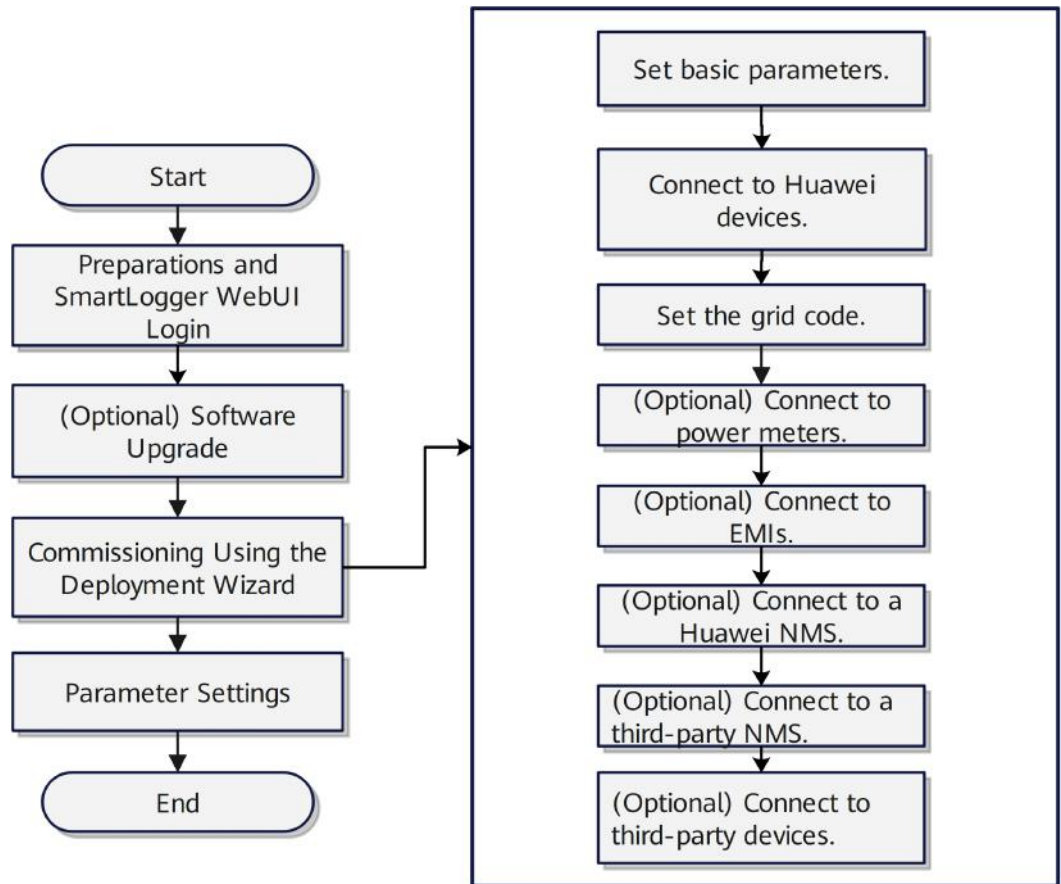 Start
Preparations and
SmartLogger WebUI
Login
(Optional) Software
Upgrade
Commissioning Using the
Deployment Wizard
Parameter Settings
End
Set basic parameters.
Connect to Huawei
devices.
Set the grid code.
(Optional) Connect to
power meters.
(Optional) Connect to
EMIs.
(Optional) Connect to a
Huawei NMS.
(Optional) Connect to a
third-party NMS.
(Optional) Connect to
third-party devices.